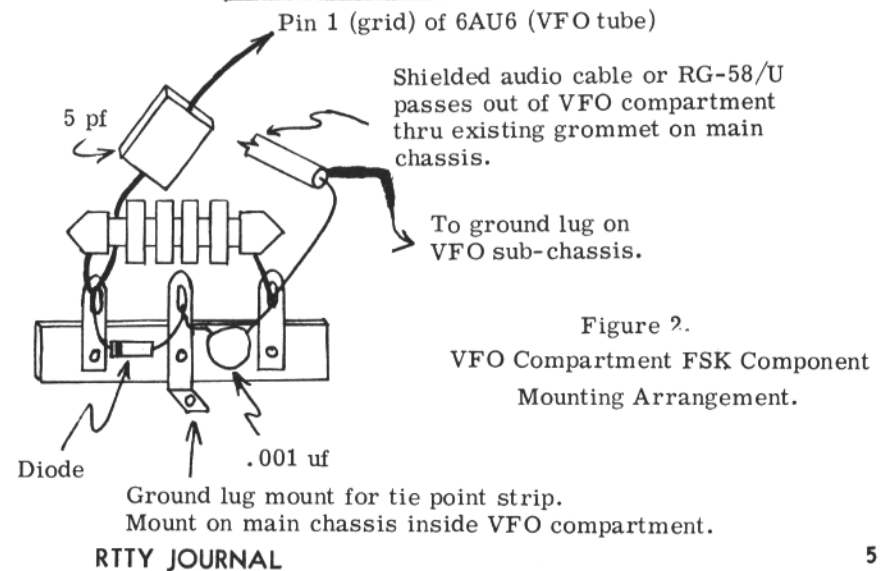 Pin 1 (grid) of 6AU6 (VFO tube)
5 pf
Shielded audio cable or RG-58/U
passes out of VFO compartment
thru existing grommet on main
chassis.
To ground lug on
VFO sub-chassis.
Figure 2.
VFO Compartment FSK Component
Mounting Arrangement.
Diode
.001 uf
Ground lug mount for tie point strip.
Mount on main chassis inside VFO compartment.
RTTY JOURNAL
5